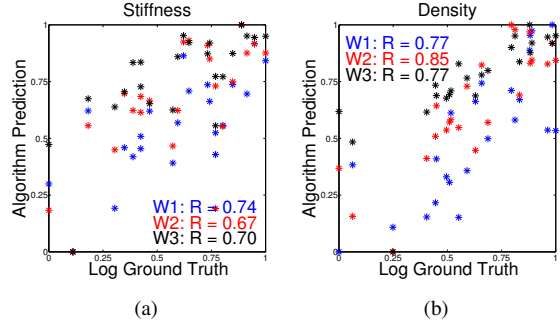 Stiffness
Algorithm Prediction
1
0.75
0.5
0.25
0
0
0.25
0.5
0.75
1
W1: R = 0.74
W2: R = 0.67
W3: R = 0.70
Log Ground Truth
(a)
Density
Algorithm Prediction
1
0.75
0.5
0.25
0
0
0.25
0.5
0.75
1
W1: R = 0.77
W2: R = 0.85
W3: R = 0.77
Log Ground Truth
(b)